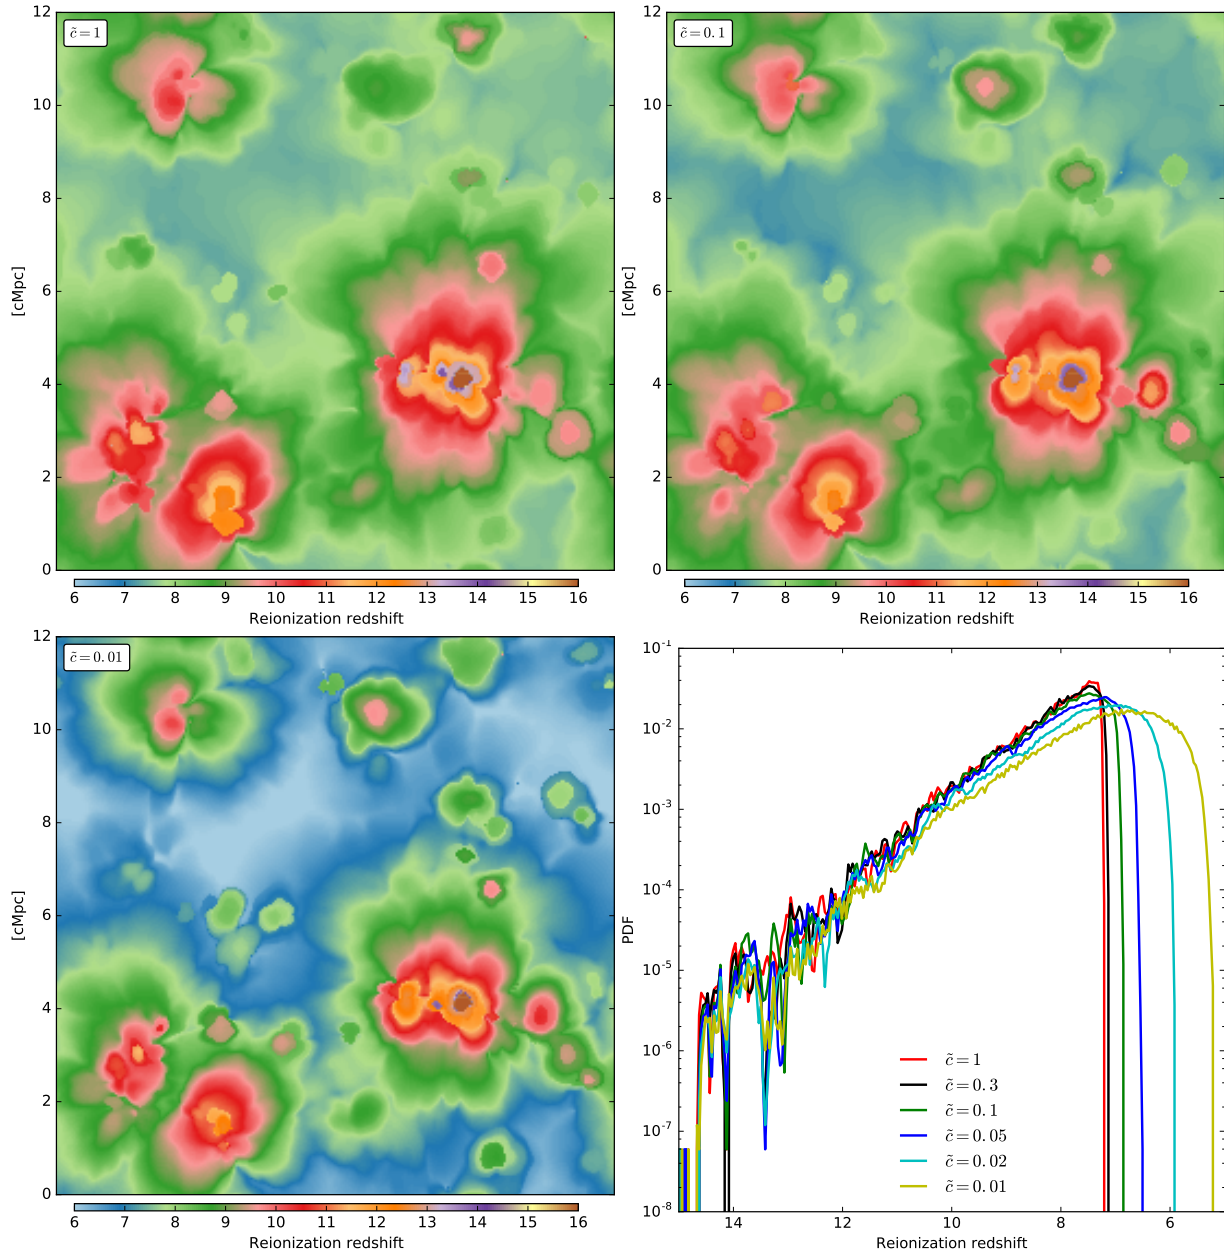 c̃ = 1
12
10
8
6
4
2
0
[cMpc]
6 7 8 9 10 11 12 13 14 15 16
Reionization redshift
c̃ = 0.1
12
10
8
6
4
2
0
[cMpc]
6 7 8 9 10 11 12 13 14 15 16
Reionization redshift
c̃ = 0.01
12
10
8
6
4
2
0
[cMpc]
6 7 8 9 10 11 12 13 14 15 16
Reionization redshift
10⁻¹
10⁻²
10⁻³
10⁻⁴
10⁻⁵
10⁻⁶
10⁻⁷
10⁻⁸
PDF
c̃ = 1
c̃ = 0.3
c̃ = 0.1
c̃ = 0.05
c̃ = 0.02
c̃ = 0.01
14 12 10 8 6
Reionization redshift